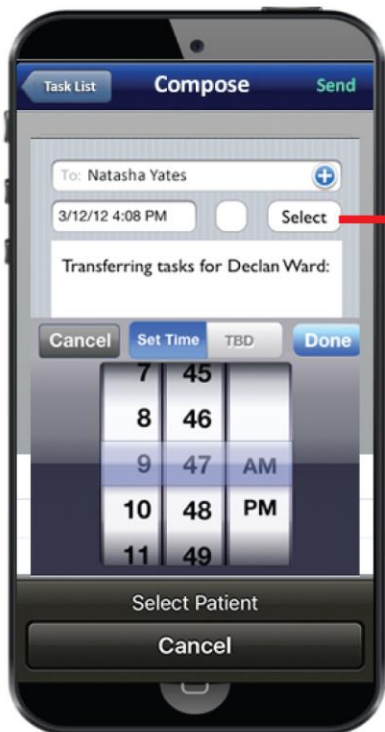 Task List Compose Send
To: Natasha Yates
3/12/12 4:08 PM Select
Transferring tasks for Declan Ward:
Cancel Set Time TBD Done
7 45
8 46
9 47 AM
10 48 PM
11 49
Select Patient
Cancel